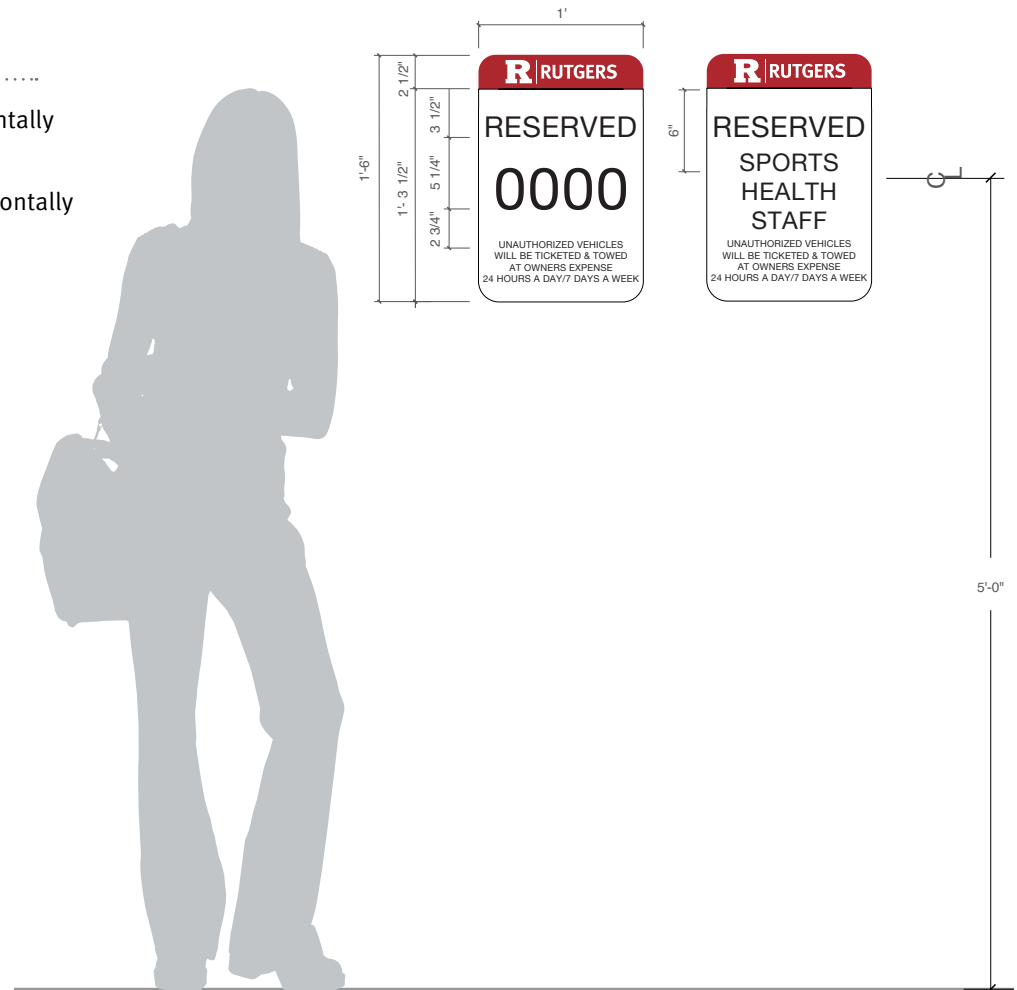 .....
ntally
ontally
1'
1'-6"
2 1/2"
1'- 3 1/2"
3 1/2"
5 1/4"
2 3/4"
R RUTGERS
RESERVED
0000
UNAUTHORIZED VEHICLES
WILL BE TICKETED & TOWED
AT OWNERS EXPENSE
24 HOURS A DAY/7 DAYS A WEEK
6"
R RUTGERS
RESERVED
SPORTS
HEALTH
STAFF
UNAUTHORIZED VEHICLES
WILL BE TICKETED & TOWED
AT OWNERS EXPENSE
24 HOURS A DAY/7 DAYS A WEEK
CL
5'-0"